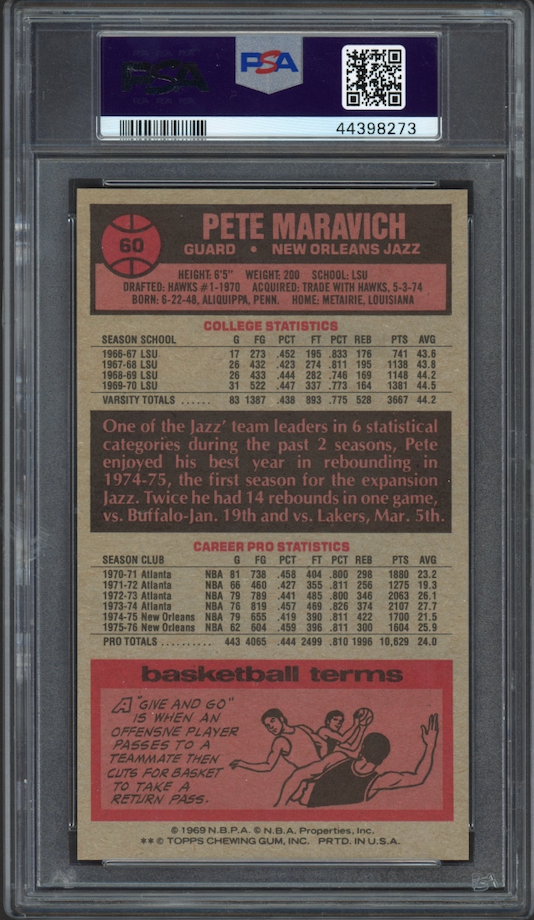 PSA
PSA
44398273
60
PETE MARAVICH
GUARD • NEW ORLEANS JAZZ
HEIGHT: 6'5" WEIGHT: 200 SCHOOL: LSU
DRAFTED: HAWKS #1-1970 ACQUIRED: TRADE WITH HAWKS, 5-3-74
BORN: 6-22-48, ALIQUIPPA, PENN. HOME: METAIRIE, LOUISIANA
COLLEGE STATISTICS
SEASON SCHOOL G FG PCT FT PCT REB PTS AVG
1966-67 LSU 17 273 .452 195 .833 176 741 43.6
1967-68 LSU 26 432 .423 274 .811 195 1138 43.8
1968-69 LSU 26 433 .444 282 .746 169 1148 44.2
1969-70 LSU 31 522 .447 337 .773 164 1381 44.5
VARSITY TOTALS ...... 83 1387 .438 893 .775 528 3667 44.2
One of the Jazz' team leaders in 6 statistical
categories during the past 2 seasons, Pete
enjoyed his best year in rebounding in
1974-75, the first season for the expansion
Jazz. Twice he had 14 rebounds in one game,
vs. Buffalo-Jan. 19th and vs. Lakers, Mar. 5th.
CAREER PRO STATISTICS
SEASON CLUB G FG PCT FT PCT REB PTS AVG
1970-71 Atlanta NBA 81 738 .458 404 .800 298 1880 23.2
1971-72 Atlanta NBA 66 460 .427 355 .811 256 1275 19.3
1972-73 Atlanta NBA 79 789 .441 485 .800 346 2063 26.1
1973-74 Atlanta NBA 76 819 .457 469 .826 374 2107 27.7
1974-75 New Orleans NBA 79 655 .419 390 .811 422 1700 21.5
1975-76 New Orleans NBA 62 604 .459 396 .811 300 1604 25.9
PRO TOTALS .......... 443 4065 .444 2499 .810 1996 10,629 24.0
basketball terms
A "GIVE AND GO"
IS WHEN AN
OFFENSIVE PLAYER
PASSES TO A
TEAMMATE THEN
CUTS FOR BASKET
TO TAKE A
RETURN PASS.
© 1969 N.B.P.A. © N.B.A. Properties, Inc.
** © TOPPS CHEWING GUM, INC. PRTD. IN U.S.A.